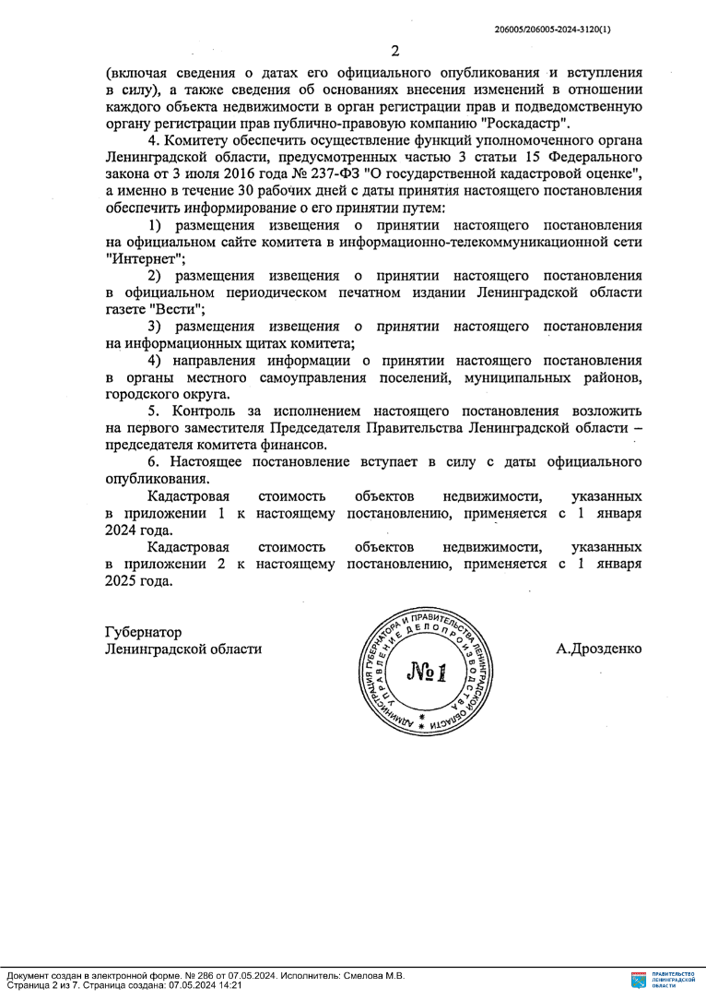 206005/206005-2024-3120(1)
2
(включая сведения о датах его официального опубликования и вступления
в силу), а также сведения об основаниях внесения изменений в отношении
каждого объекта недвижимости в орган регистрации прав и подведомственную
органу регистрации прав публично-правовую компанию "Роскадастр".
4. Комитету обеспечить осуществление функций уполномоченного органа
Ленинградской области, предусмотренных частью 3 статьи 15 Федерального
закона от 3 июля 2016 года № 237-ФЗ "О государственной кадастровой оценке",
а именно в течение 30 рабочих дней с даты принятия настоящего постановления
обеспечить информирование о его принятии путем:
1) размещения извещения о принятии настоящего постановления
на официальном сайте комитета в информационно-телекоммуникационной сети
"Интернет";
2) размещения извещения о принятии настоящего постановления
в официальном периодическом печатном издании Ленинградской области
газете "Вести";
3) размещения извещения о принятии настоящего постановления
на информационных щитах комитета;
4) направления информации о принятии настоящего постановления
в органы местного самоуправления поселений, муниципальных районов,
городского округа.
5. Контроль за исполнением настоящего постановления возложить
на первого заместителя Председателя Правительства Ленинградской области –
председателя комитета финансов.
6. Настоящее постановление вступает в силу с даты официального
опубликования.
Кадастровая стоимость объектов недвижимости, указанных
в приложении 1 к настоящему постановлению, применяется с 1 января
2024 года.
Кадастровая стоимость объектов недвижимости, указанных
в приложении 2 к настоящему постановлению, применяется с 1 января
2025 года.
Губернатор
Ленинградской области
А.Дрозденко
АДМИНИСТРАЦИЯ ГУБЕРНАТОРА И ПРАВИТЕЛЬСТВА ЛЕНИНГРАДСКОЙ ОБЛАСТИ *
УПРАВЛЕНИЕ ДЕЛОПРОИЗВОДСТВА *
№1
Документ создан в электронной форме. № 286 от 07.05.2024. Исполнитель: Смелова М.В.
Страница 2 из 7. Страница создана: 07.05.2024 14:21
ПРАВИТЕЛЬСТВО
ЛЕНИНГРАДСКОЙ
ОБЛАСТИ